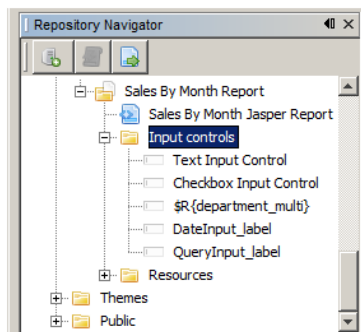 Repository Navigator
Sales By Month Report
Sales By Month Jasper Report
Input controls
Text Input Control
Checkbox Input Control
$R{department_multi}
DateInput_label
QueryInput_label
Resources
Themes
Public